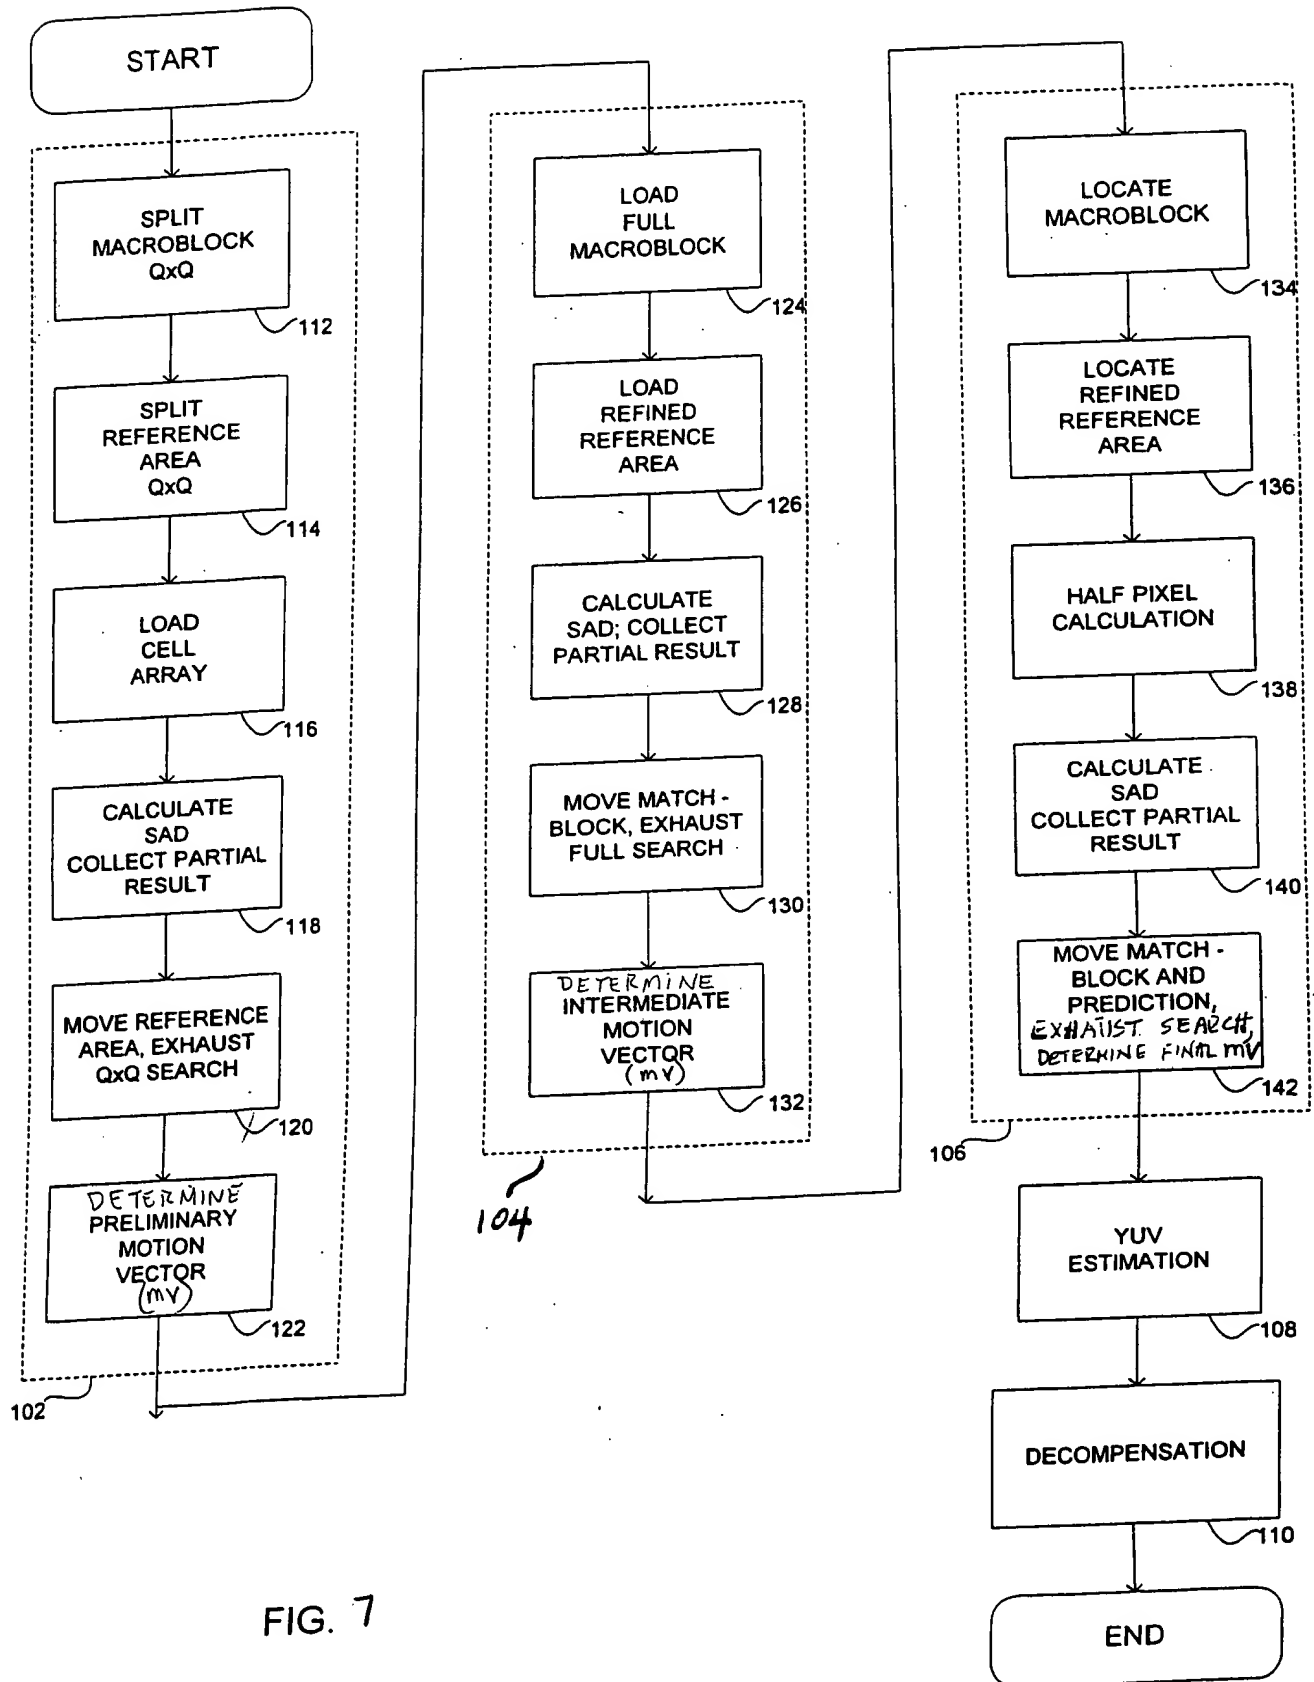 START
SPLIT
MACROBLOCK
QxQ
112
SPLIT
REFERENCE
AREA
QxQ
114
LOAD
CELL
ARRAY
116
CALCULATE
SAD
COLLECT PARTIAL
RESULT
118
MOVE REFERENCE
AREA, EXHAUST
QxQ SEARCH
120
DETERMINE
PRELIMINARY
MOTION
VECTOR
(mv)
122
102
LOAD
FULL
MACROBLOCK
124
LOAD
REFINED
REFERENCE
AREA
126
CALCULATE
SAD; COLLECT
PARTIAL RESULT
128
MOVE MATCH -
BLOCK, EXHAUST
FULL SEARCH
130
DETERMINE
INTERMEDIATE
MOTION
VECTOR
(mv)
132
104
LOCATE
MACROBLOCK
134
LOCATE
REFINED
REFERENCE
AREA
136
HALF PIXEL
CALCULATION
138
CALCULATE
SAD
COLLECT PARTIAL
RESULT
140
MOVE MATCH -
BLOCK AND
PREDICTION,
EXHAUST SEARCH,
DETERMINE FINAL mv
142
106
YUV
ESTIMATION
108
DECOMPENSATION
110
END
FIG. 7